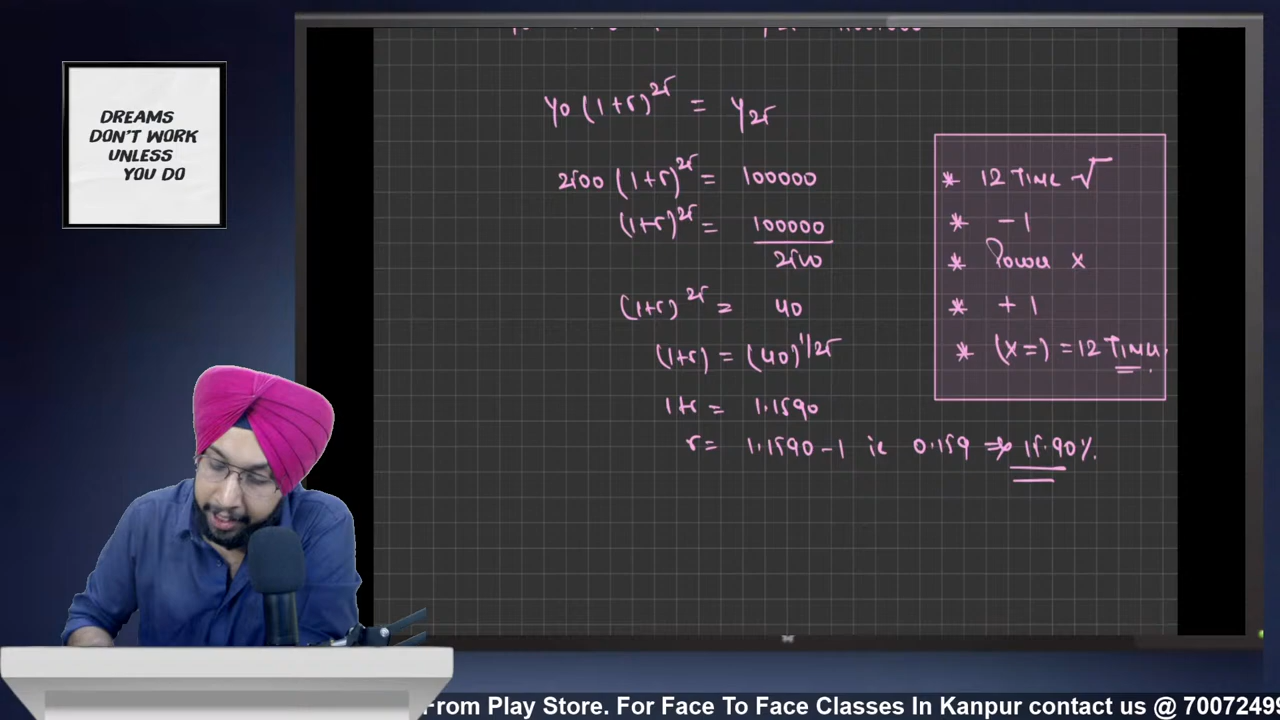 DREAMS
DON'T WORK
UNLESS
YOU DO
y₀ (1+r)²⁵ = y₂₅
2500 (1+r)²⁵ = 100000
(1+r)²⁵ = 100000
2500
(1+r)²⁵ = 40
(1+r) = (40)^1/25
1+r = 1.1590
r = 1.1590 - 1 ie 0.159 ⇒ 15.90%
* 12 TIME √
* - 1
* Power X
* + 1
* (X=) = 12 TIME.
From Play Store. For Face To Face Classes In Kanpur contact us @ 7007249